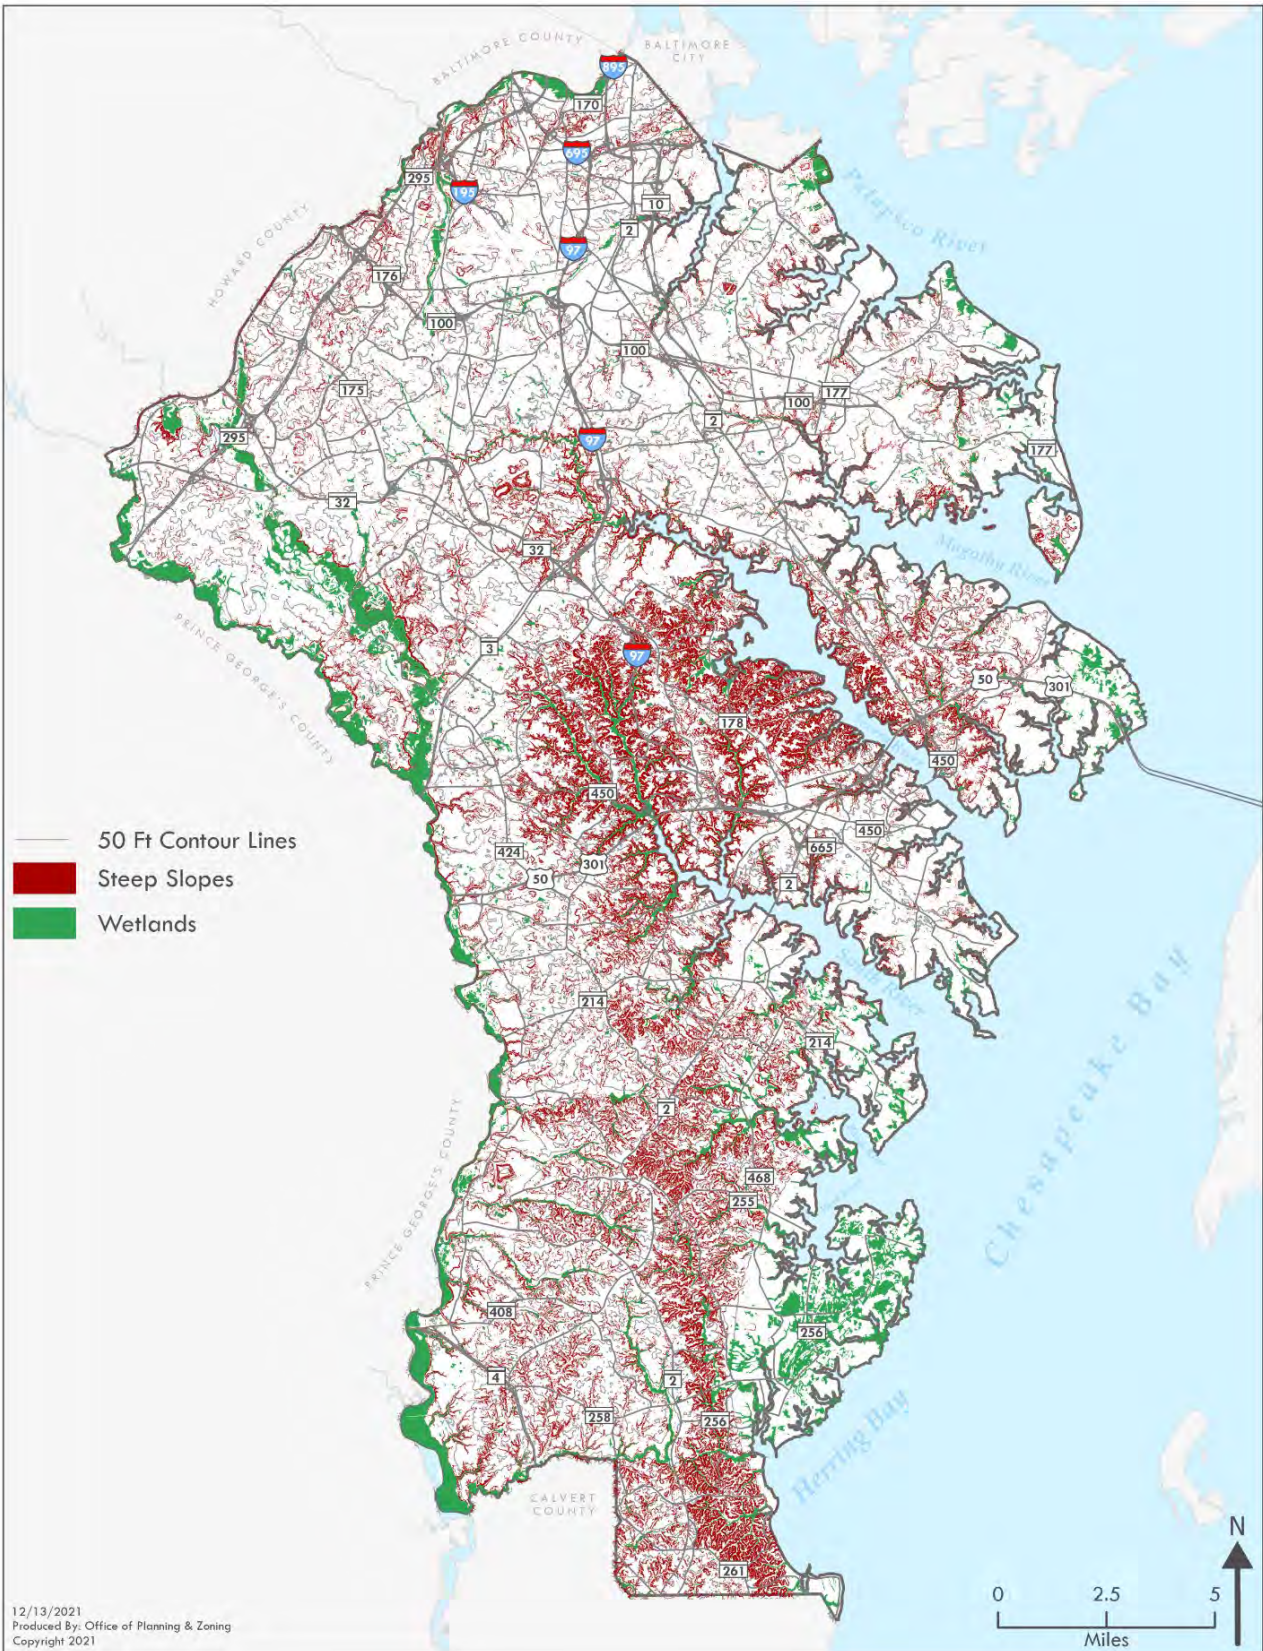 BALTIMORE COUNTY
BALTIMORE
CITY
895
170
695
295
195
10
2
97
Patapsco River
HOWARD COUNTY
176
100
100
175
100
177
2
295
97
177
32
32
Magothy River
PRINCE GEORGE'S COUNTY
3
97
50
301
178
450
450
450
424
301
50
665
2
50 Ft Contour Lines
Steep Slopes
Wetlands
South River
214
214
Chesapeake Bay
2
PRINCE GEORGE'S COUNTY
468
255
408
256
4
2
258
256
Herring Bay
CALVERT
COUNTY
261
N
0 2.5 5
Miles
12/13/2021
Produced By: Office of Planning & Zoning
Copyright 2021